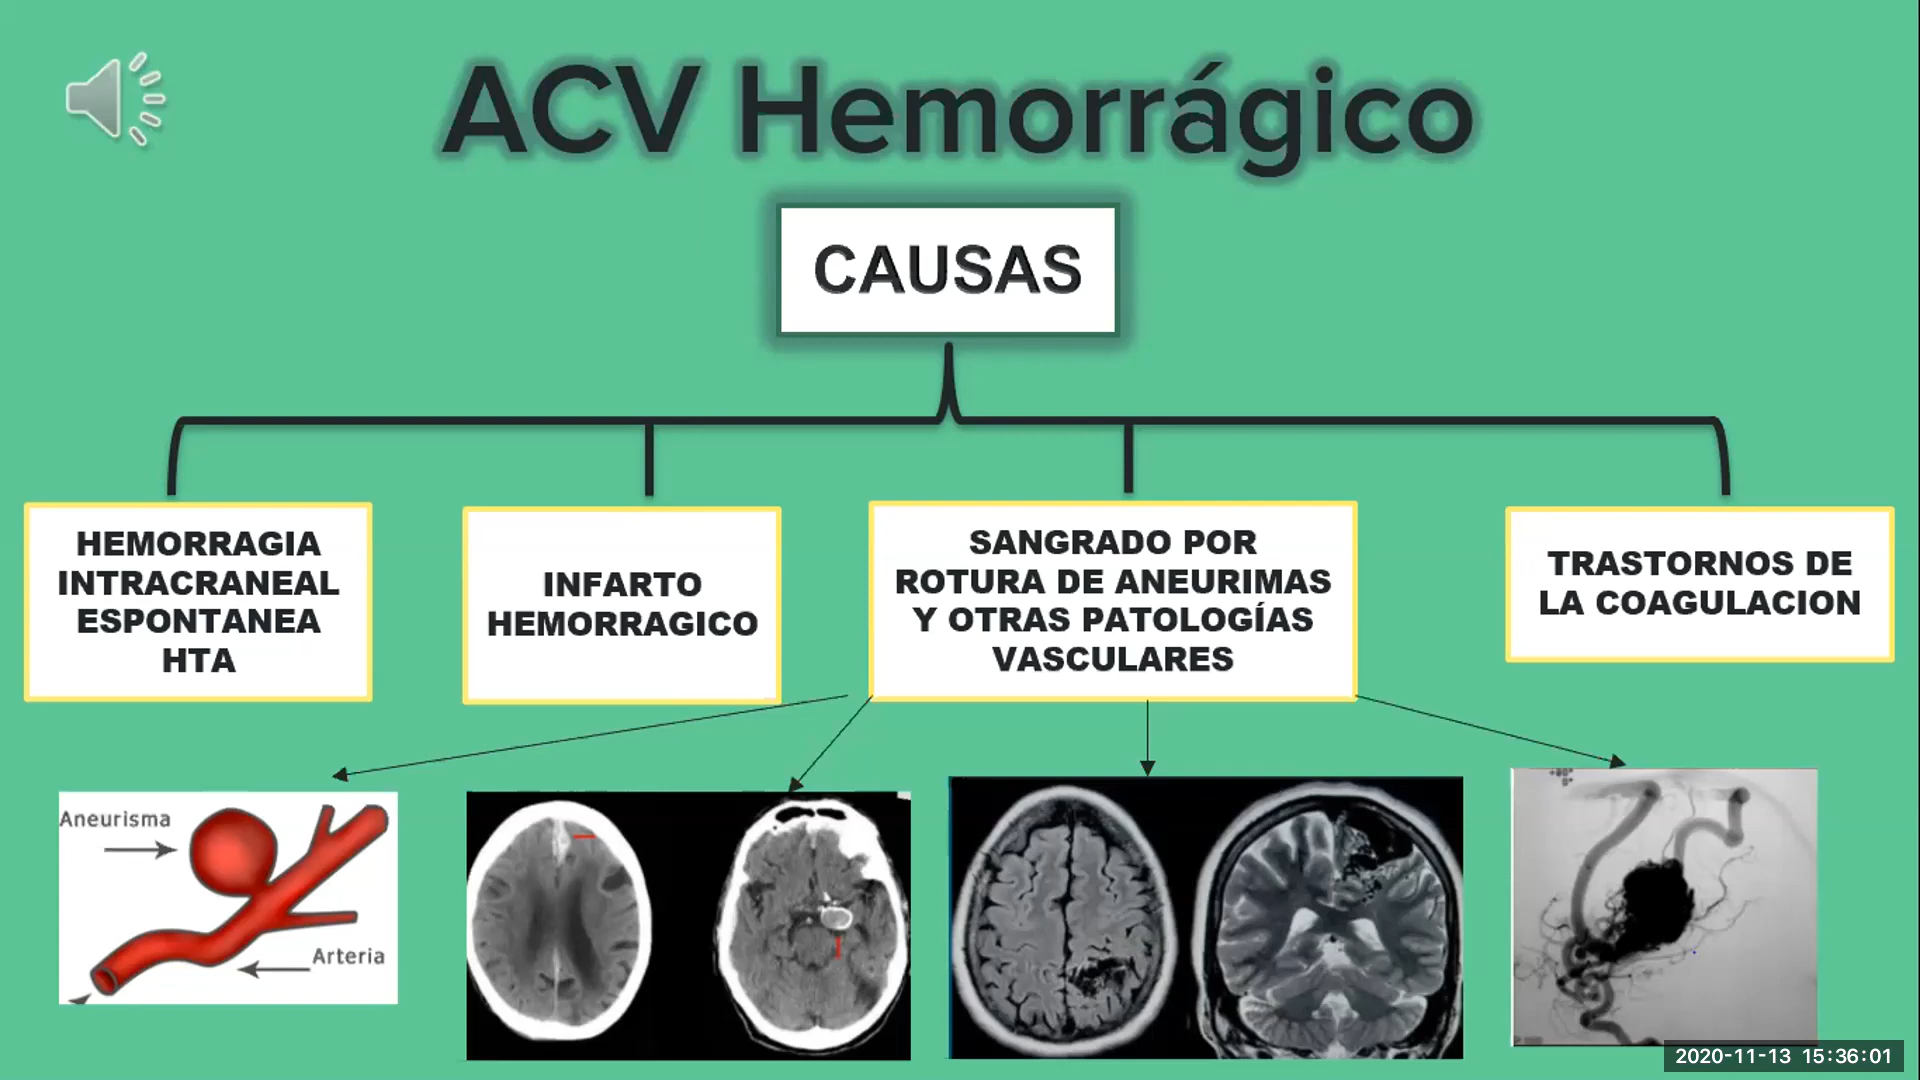 ACV Hemorrágico
CAUSAS
HEMORRAGIA
INTRACRANEAL
ESPONTANEA
HTA
INFARTO
HEMORRAGICO
SANGRADO POR
ROTURA DE ANEURIMAS
Y OTRAS PATOLOGÍAS
VASCULARES
TRASTORNOS DE
LA COAGULACION
Aneurisma
Arteria
2020-11-13 15:36:01